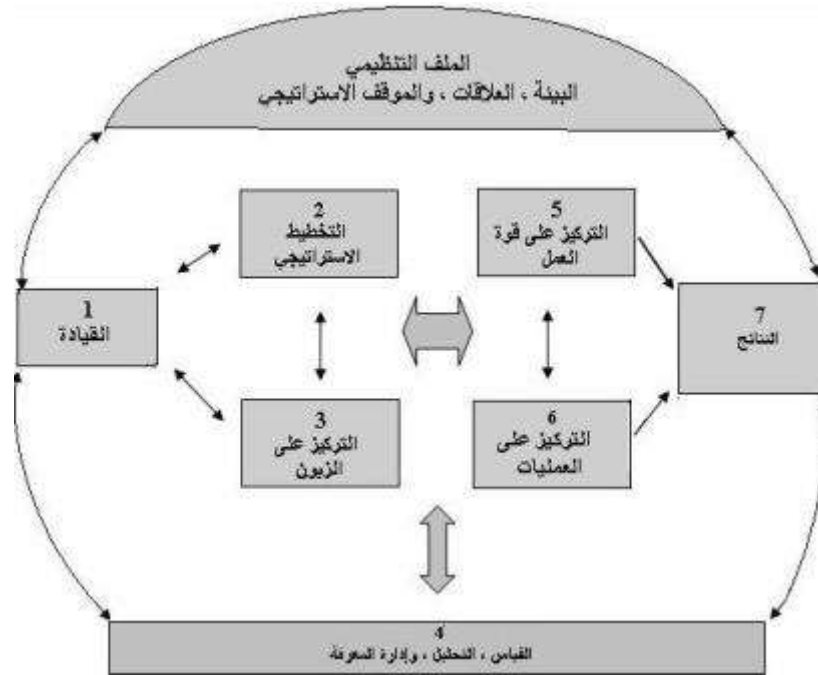 الملف التنظيمي
البيئة ، العلاقات ، والموقف الاستراتيجي
1
القيادة
2
التخطيط
الاستراتيجي
3
التركيز على
الزبون
5
التركيز على قوة
العمل
6
التركيز على
العمليات
7
النتائج
4
القياس ، التحليل ، وإدارة المعرفة